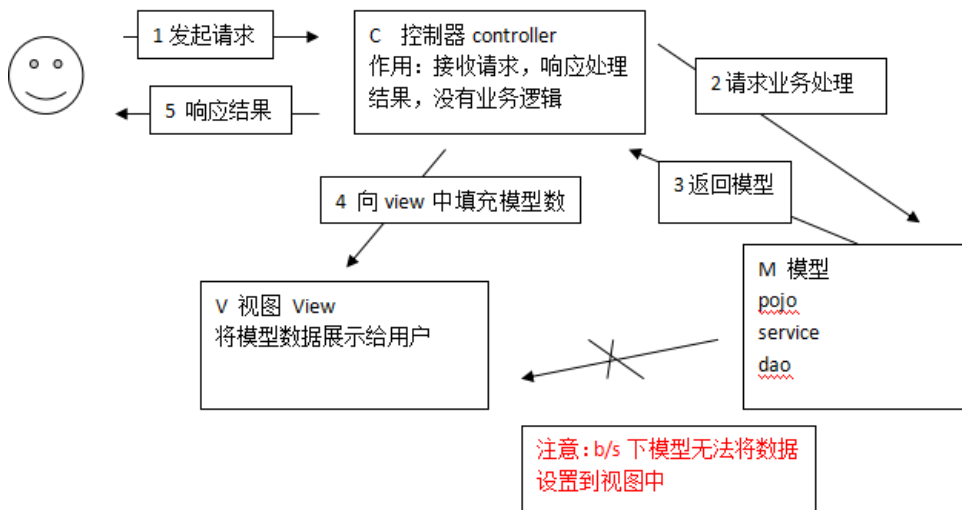 1 发起请求
C 控制器 controller
作用：接收请求，响应处理
结果，没有业务逻辑
2 请求业务处理
5 响应结果
3 返回模型
4 向 view 中填充模型数
V 视图 View
将模型数据展示给用户
M 模型
pojo
service
dao
注意：b/s 下模型无法将数据
设置到视图中